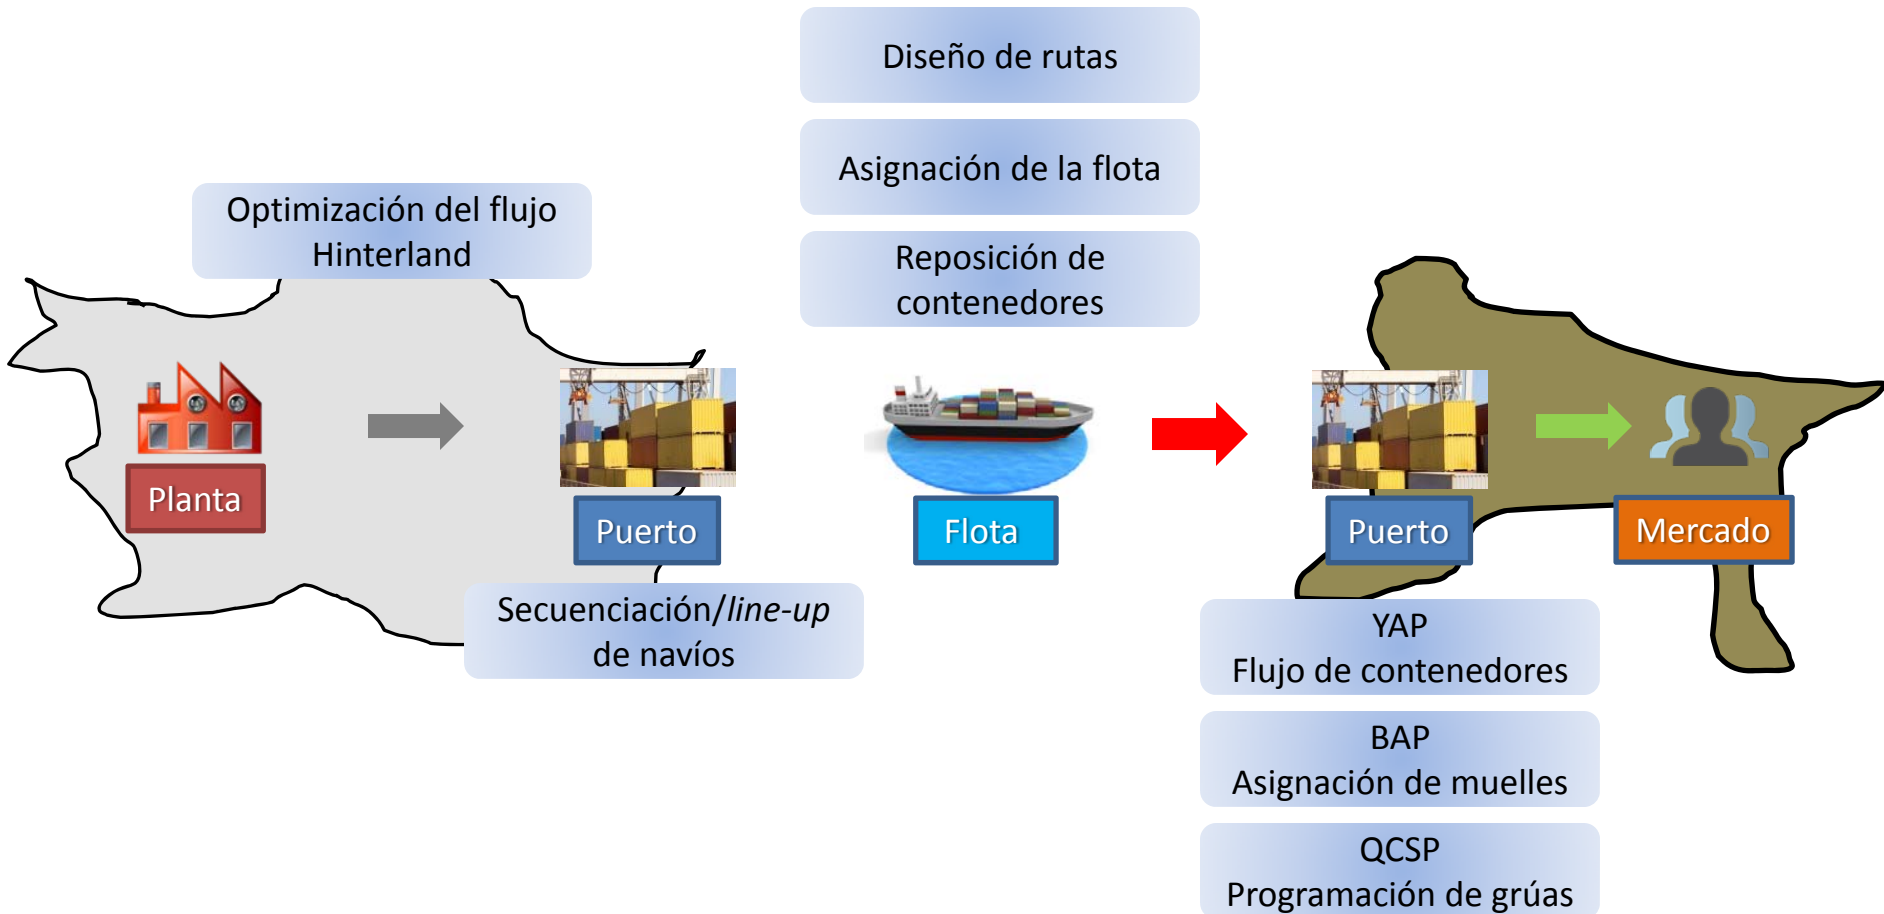 Diseño de rutas
Asignación de la flota
Optimización del flujo
Hinterland
Reposición de
contenedores
Planta
Puerto
Flota
Puerto
Mercado
Secuenciación/line-up
de navíos
YAP
Flujo de contenedores
BAP
Asignación de muelles
QCSP
Programación de grúas